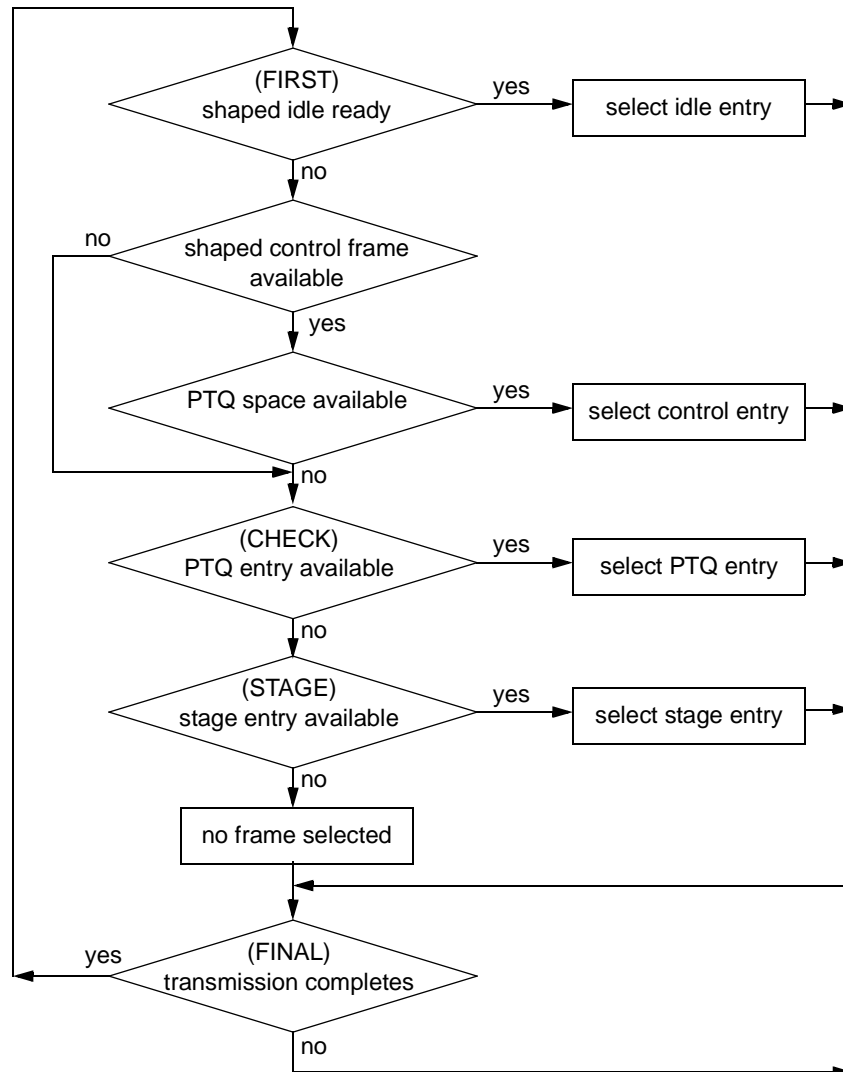 (FIRST)
shaped idle ready
yes
select idle entry
no
no
shaped control frame
available
yes
PTQ space available
yes
select control entry
no
(CHECK)
PTQ entry available
yes
select PTQ entry
no
(STAGE)
stage entry available
yes
select stage entry
no
no frame selected
(FINAL)
transmission completes
yes
no